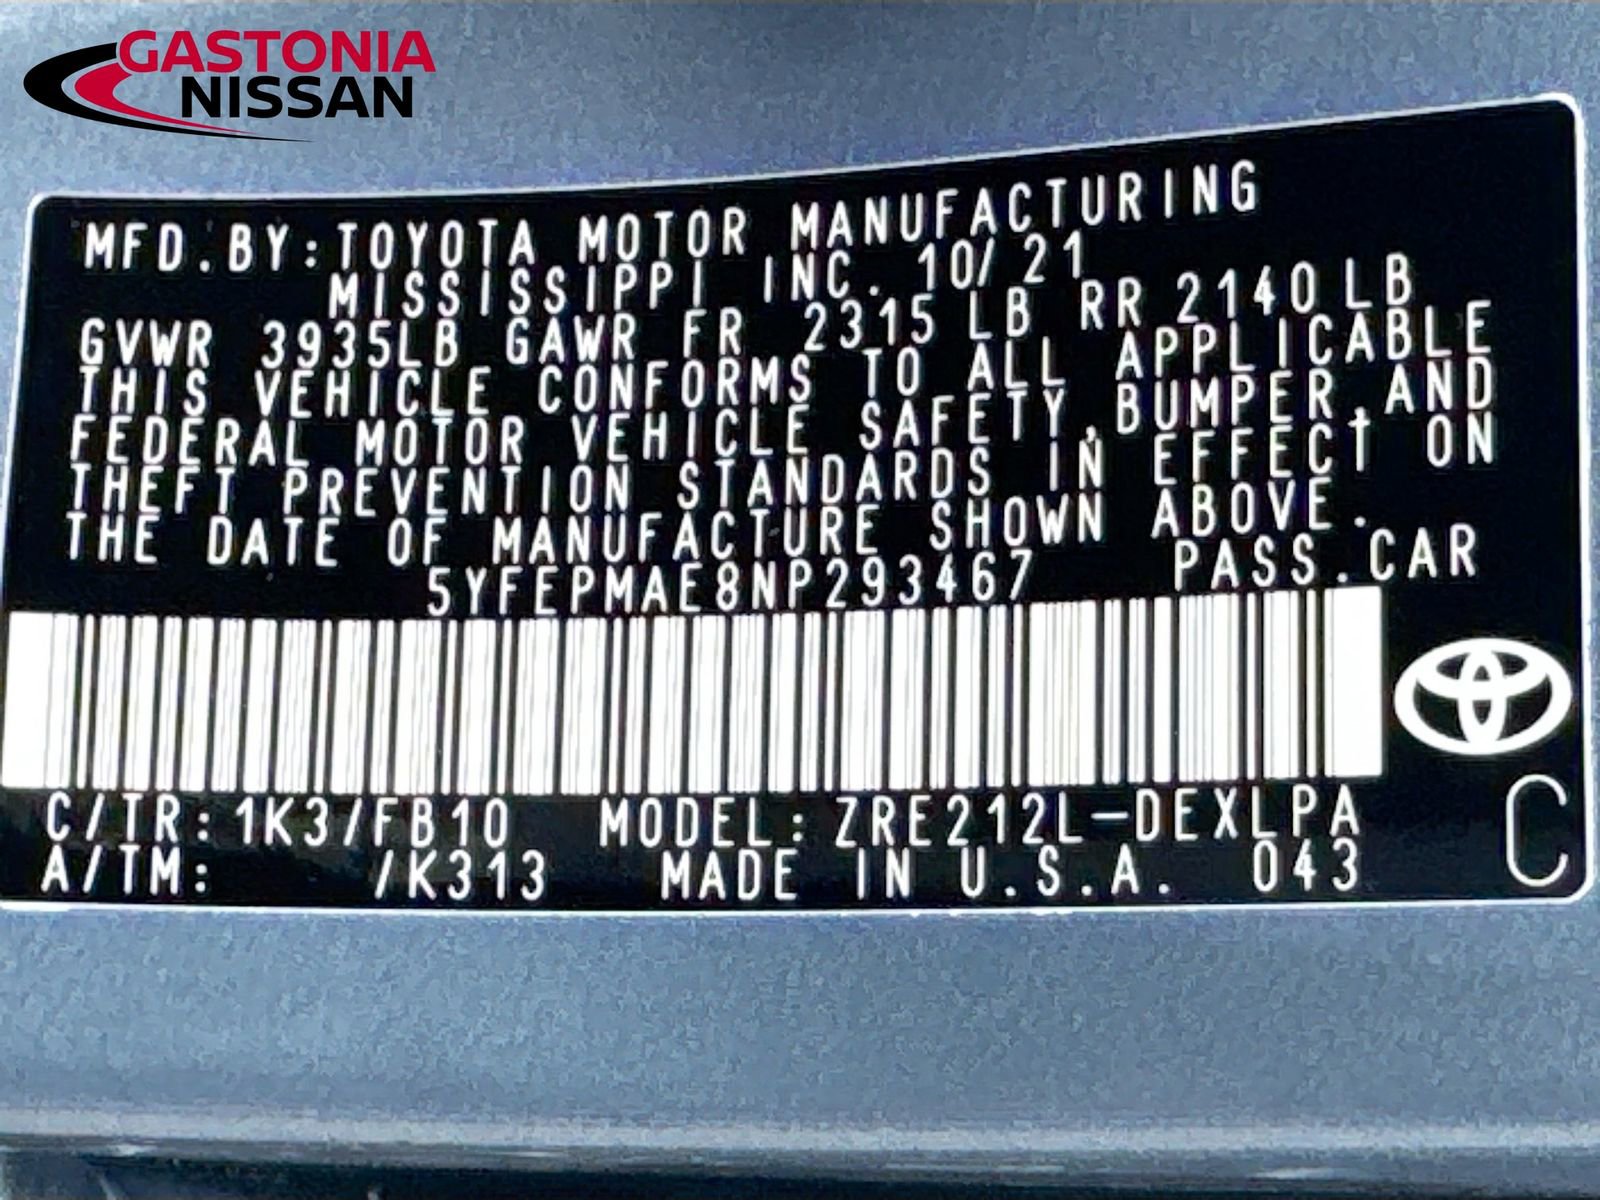 GASTONIA
NISSAN
MFD.BY:TOYOTA MOTOR MANUFACTURING
MISSISSIPPI INC. 10/21
GVWR 3935LB GAWR FR 2315 LB RR 2140 LB
THIS VEHICLE CONFORMS TO ALL APPLICABLE
FEDERAL MOTOR VEHICLE SAFETY,BUMPER,AND
THEFT PREVENTION STANDARDS IN EFFECT ON
THE DATE OF MANUFACTURE SHOWN ABOVE.
5YFEPMAE8NP293467 PASS.CAR
C/TR:1K3/FB10 MODEL:ZRE212L-DEXLPA
A/TM: /K313 MADE IN U.S.A. 043
C